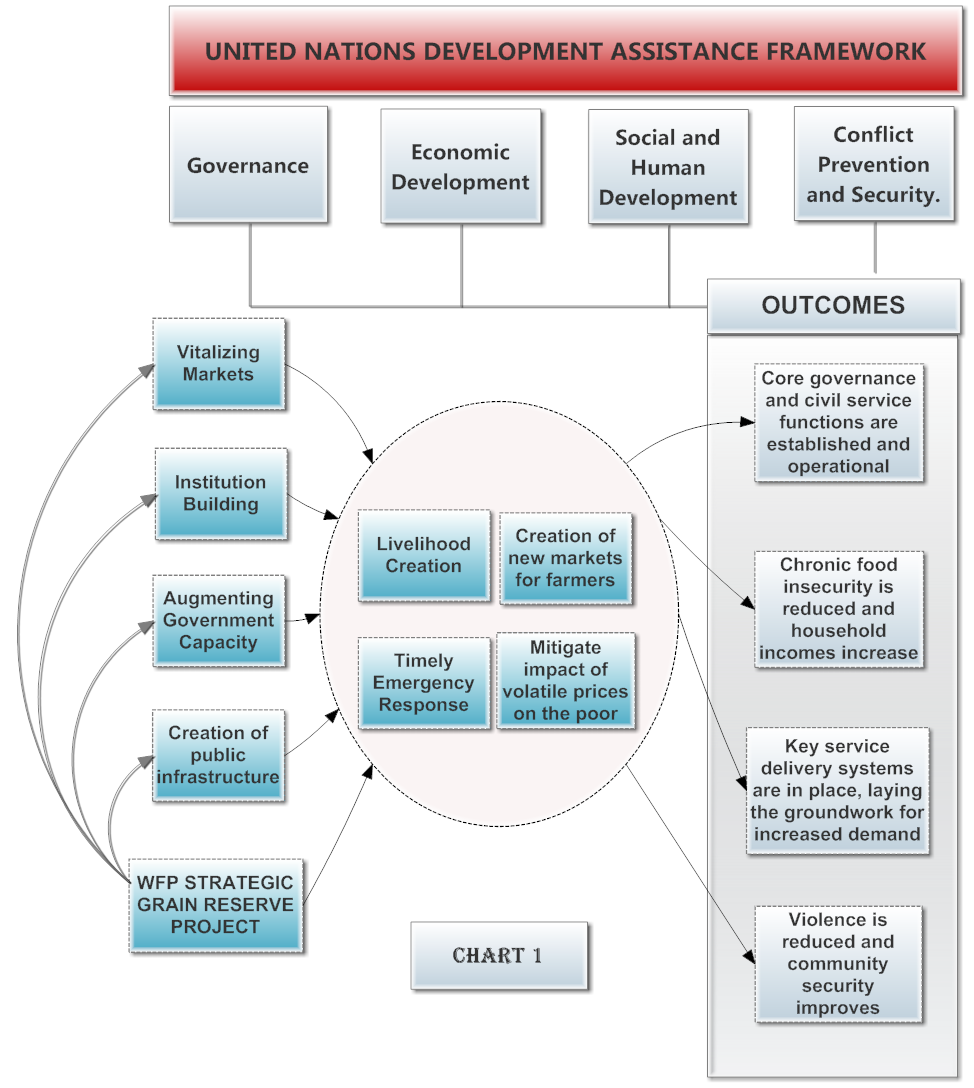 UNITED NATIONS DEVELOPMENT ASSISTANCE FRAMEWORK
Governance
Economic
Development
Social and
Human
Development
Conflict
Prevention
and Security.
OUTCOMES
Vitalizing
Markets
Institution
Building
Augmenting
Government
Capacity
Creation of
public
infrastructure
WFP STRATEGIC
GRAIN RESERVE
PROJECT
Livelihood
Creation
Creation of
new markets
for farmers
Timely
Emergency
Response
Mitigate
impact of
volatile prices
on the poor
Core governance
and civil service
functions are
established and
operational
Chronic food
insecurity is
reduced and
household
incomes increase
Key service
delivery systems
are in place, laying
the groundwork for
increased demand
Violence is
reduced and
community
security
improves
CHART 1